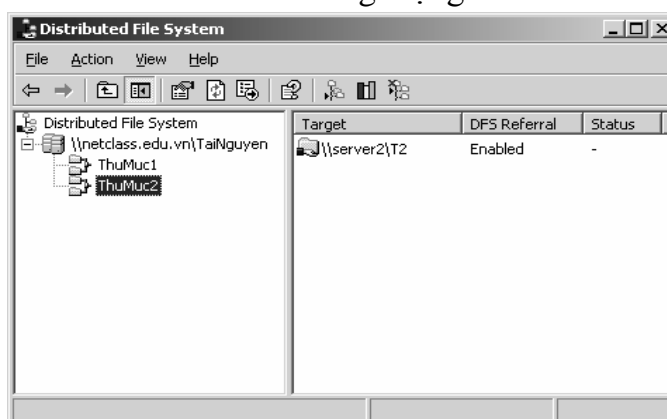 Distributed File System
File Action View Help
Distributed File System
\\netclass.edu.vn\TaiNguyen
ThuMuc1
ThuMuc2
Target DFS Referral Status
\\server2\T2 Enabled -